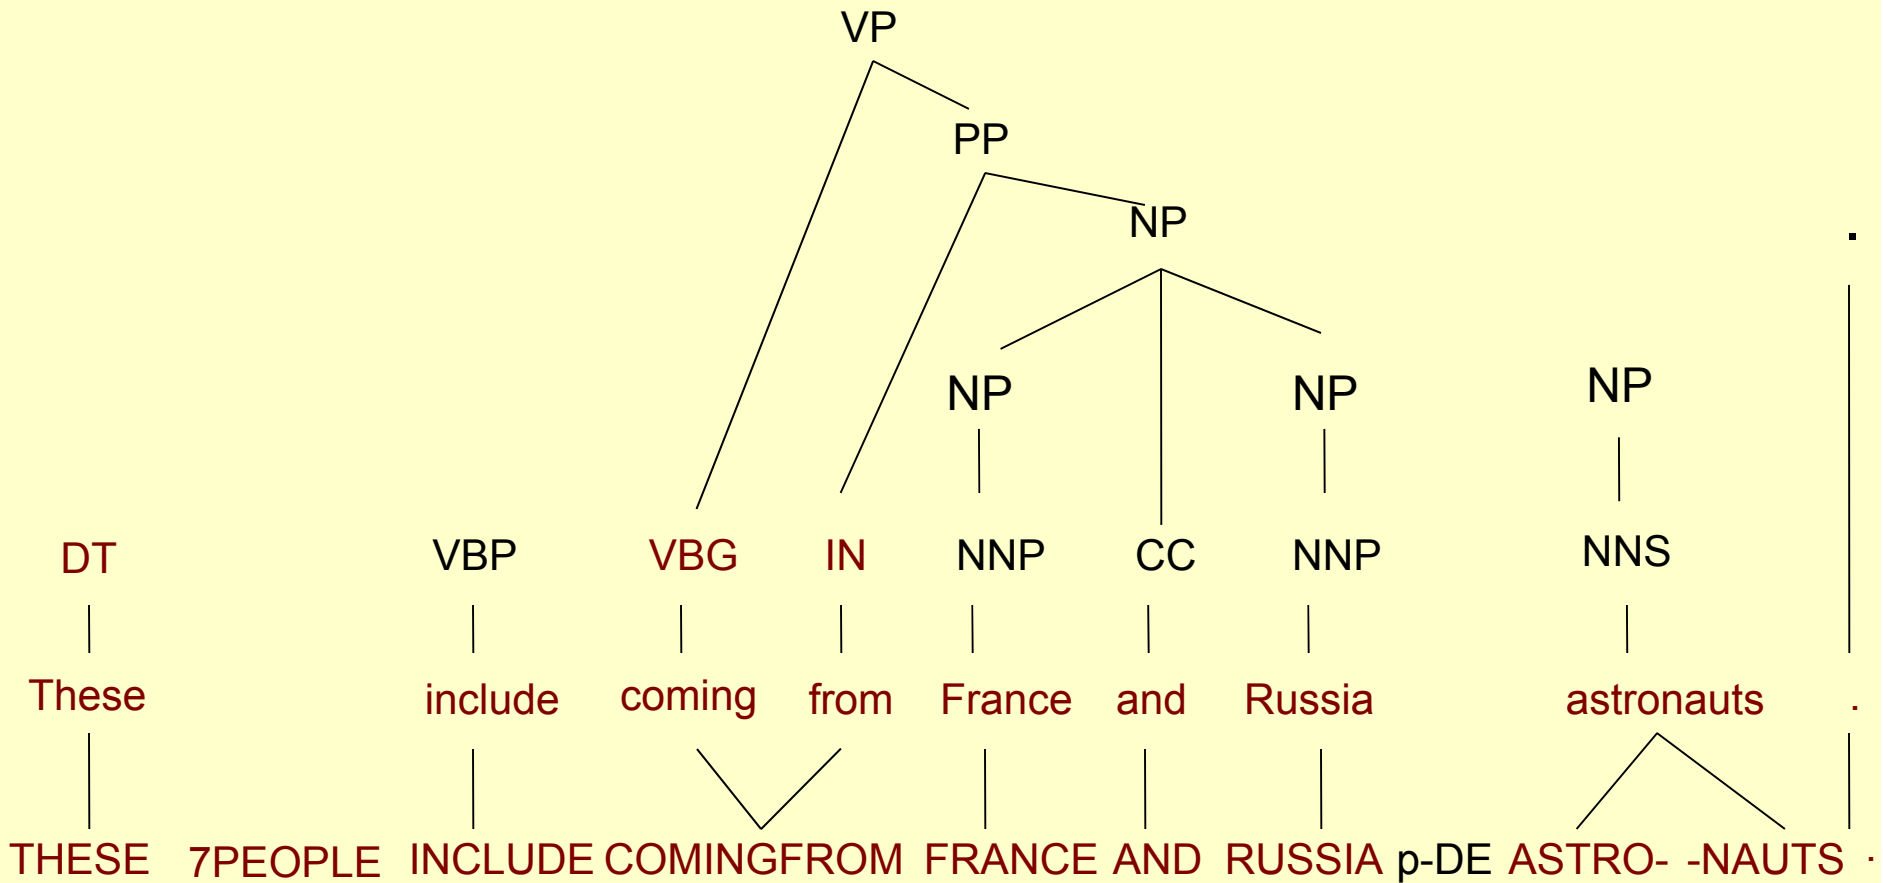 VP
PP
NP
.
NP NP NP
DT VBP VBG IN NNP CC NNP NNS
These include coming from France and Russia astronauts .
THESE 7PEOPLE INCLUDE COMINGFROM FRANCE AND RUSSIA p-DE ASTRO- -NAUTS .